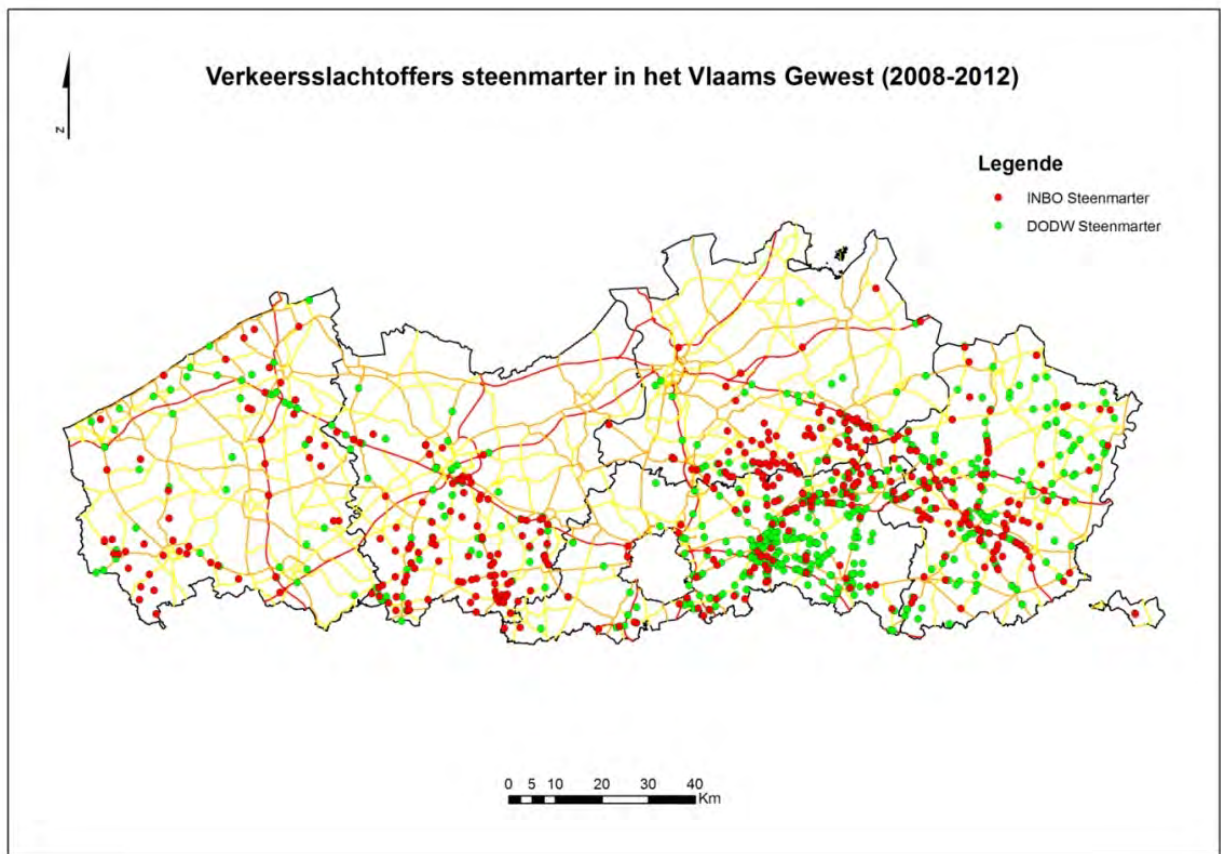 Verkeersslachtoffers steenmarter in het Vlaams Gewest (2008-2012)
z
Legende
INBO Steenmarter
DODW Steenmarter
0 5 10 20 30 40
Km